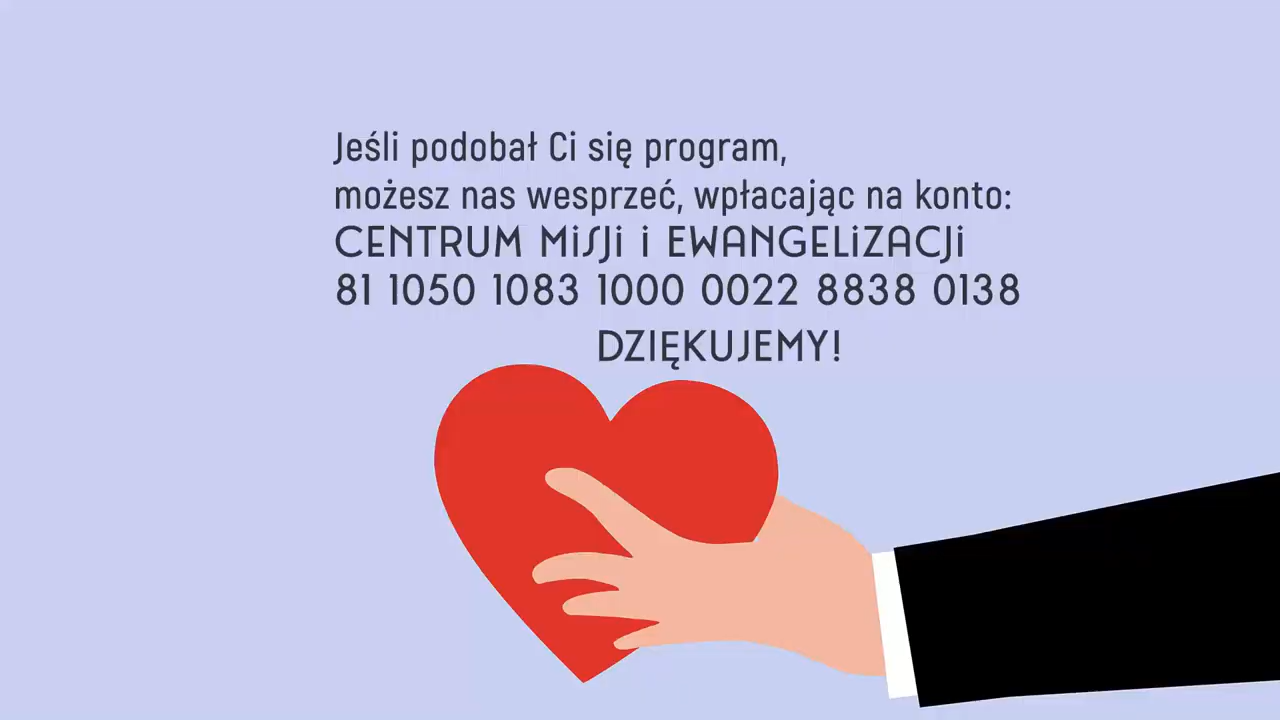 Jeśli podobał Ci się program,
możesz nas wesprzeć, wpłacając na konto:
CENTRUM MiSJi i EWANGELiZACJi
81 1050 1083 1000 0022 8838 0138
DZIĘKUJEMY!